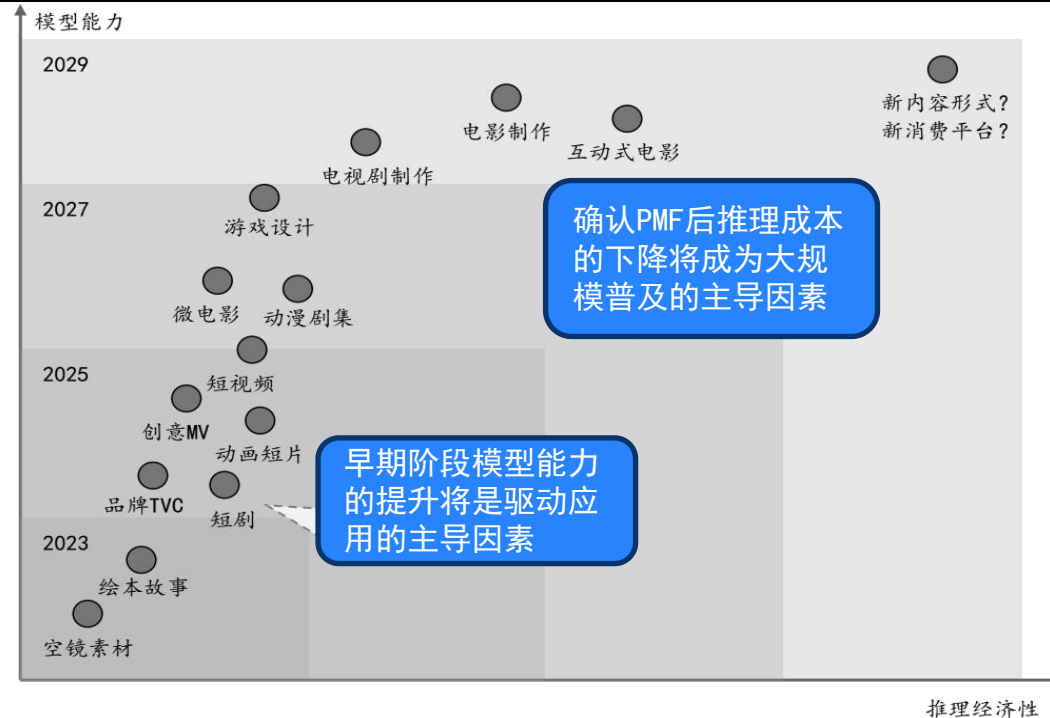 模型能力
2029
电影制作
互动式电影
新内容形式?
新消费平台?
电视剧制作
2027
游戏设计
确认PMF后推理成本
的下降将成为大规
模普及的主导因素
微电影
动漫剧集
2025
短视频
创意MV
动画短片
品牌TVC
短剧
早期阶段模型能力
的提升将是驱动应
用的主导因素
2023
绘本故事
空镜素材
推理经济性